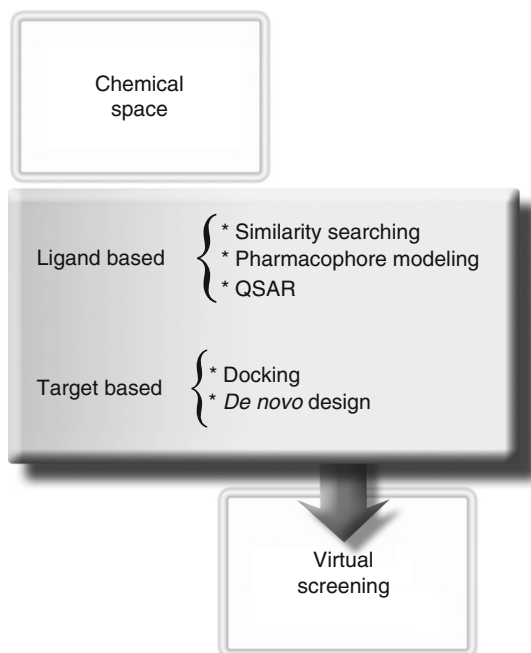 Chemical
space
Ligand based
* Similarity searching
* Pharmacophore modeling
* QSAR
Target based
* Docking
* De novo design
Virtual
screening